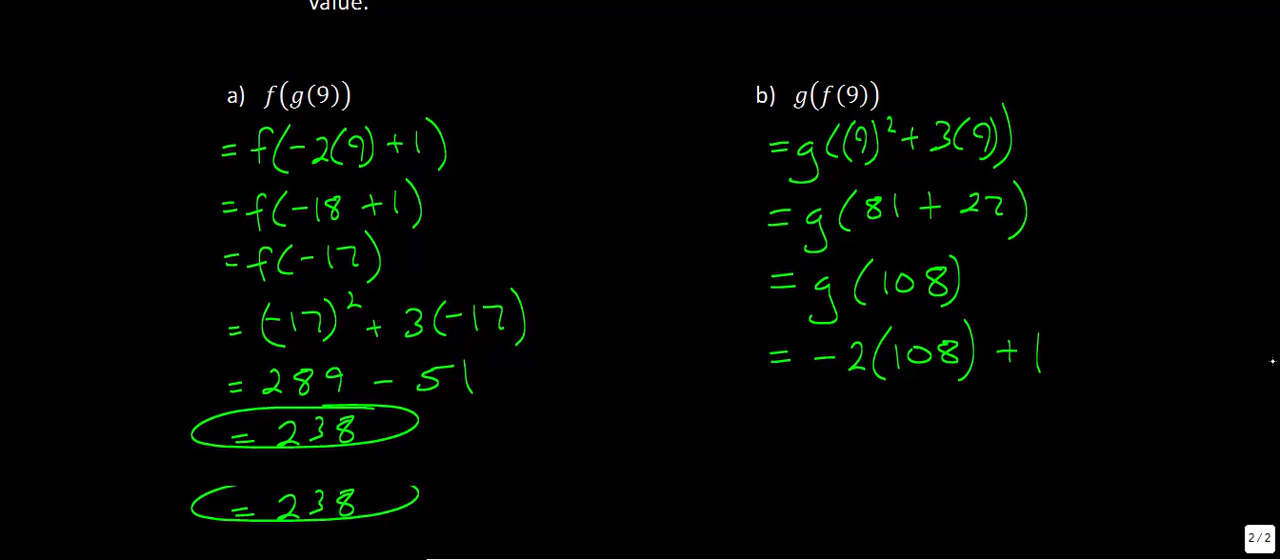 value.
a) f(g(9))
= f(-2(9) + 1)
= f(-18 + 1)
= f(-17)
= (-17)² + 3(-17)
= 289 - 51
= 238
= 238
b) g(f(9))
= g((9)² + 3(9))
= g(81 + 27)
= g(108)
= -2(108) + 1
2/2